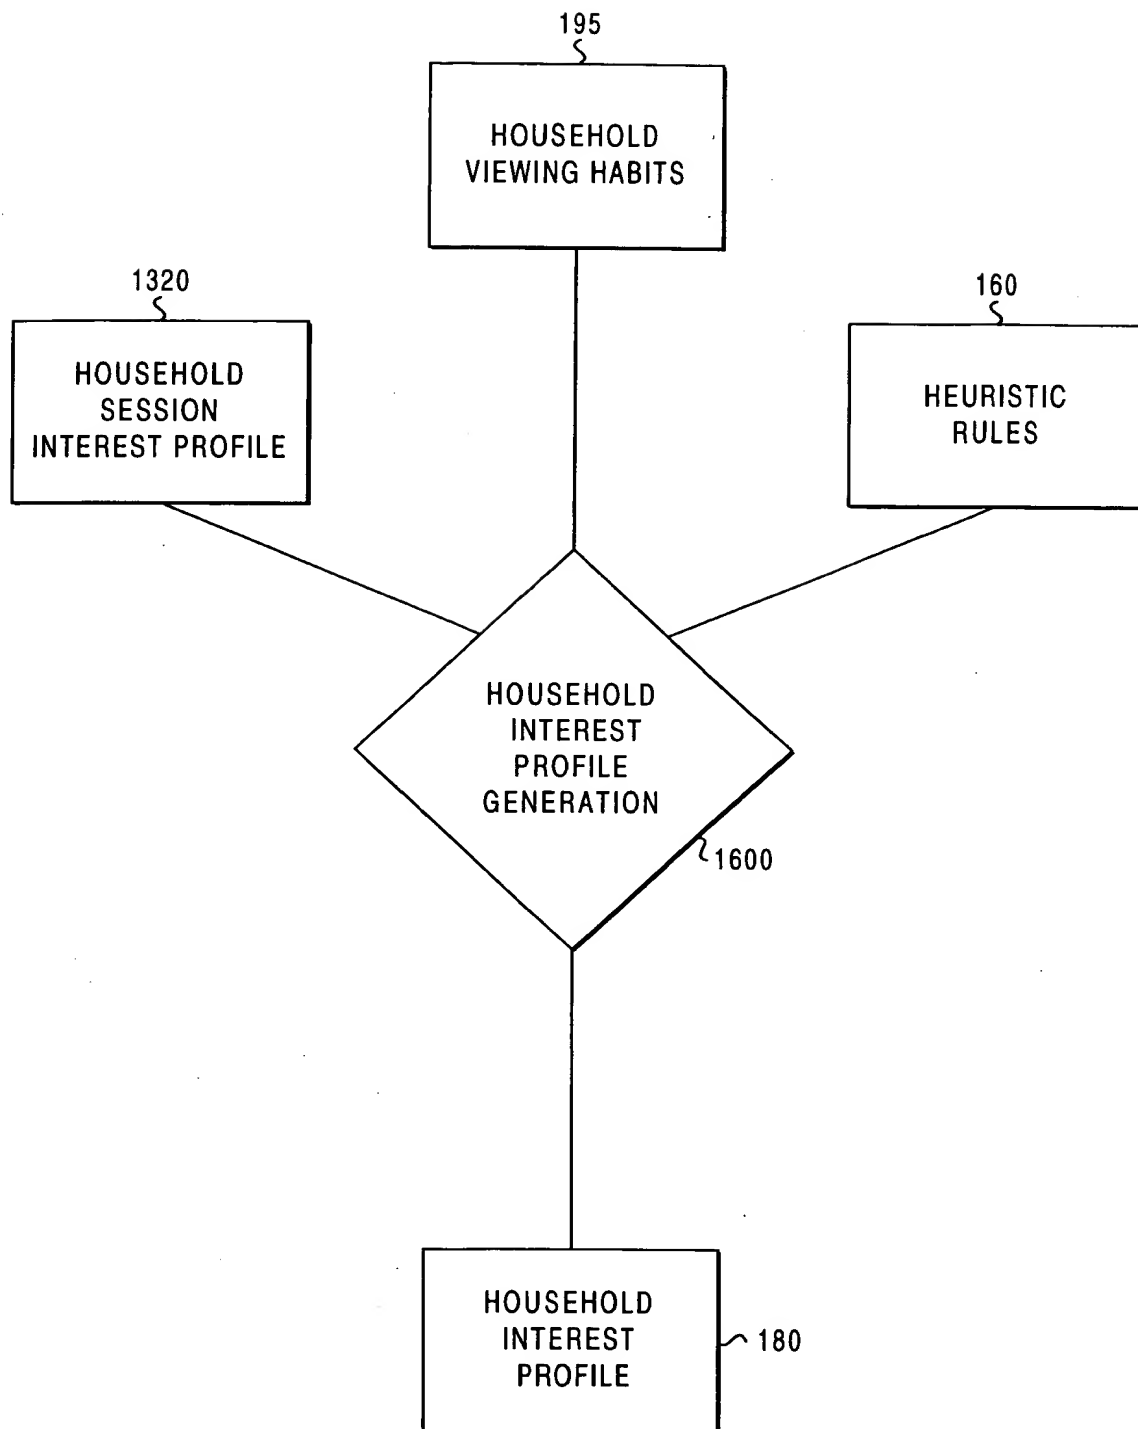 195
HOUSEHOLD
VIEWING HABITS
1320
HOUSEHOLD
SESSION
INTEREST PROFILE
160
HEURISTIC
RULES
HOUSEHOLD
INTEREST
PROFILE
GENERATION
1600
HOUSEHOLD
INTEREST
PROFILE
180